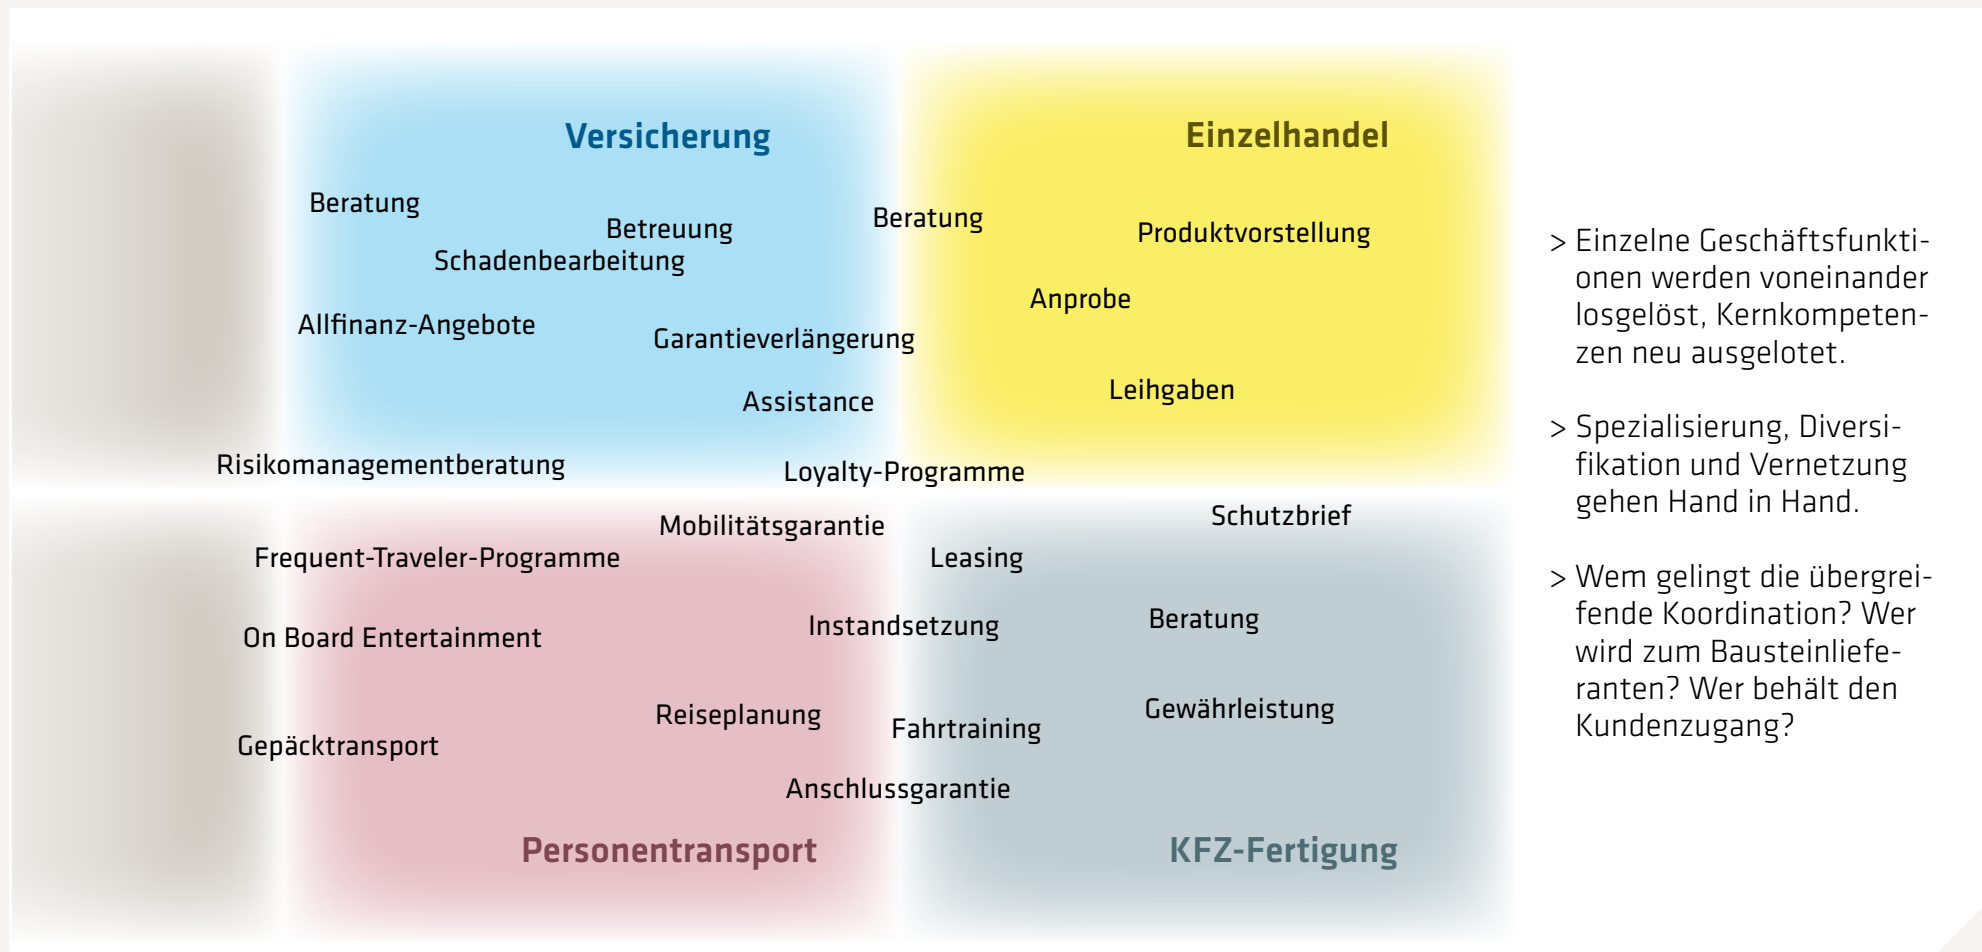 Versicherung
Einzelhandel
Beratung
Betreuung
Beratung
Produktvorstellung
Schadenbearbeitung
Anprobe
Allfinanz-Angebote
Garantieverlängerung
Leihgaben
Assistance
Risikomanagementberatung
Loyalty-Programme
Mobilitätsgarantie
Schutzbrief
Frequent-Traveler-Programme
Leasing
On Board Entertainment
Instandsetzung
Beratung
Reiseplanung
Fahrtraining
Gewährleistung
Gepäcktransport
Anschlussgarantie
Personentransport
KFZ-Fertigung
> Einzelne Geschäftsfunkti-
onen werden voneinander
losgelöst, Kernkompeten-
zen neu ausgelotet.
> Spezialisierung, Diversi-
fikation und Vernetzung
gehen Hand in Hand.
> Wem gelingt die übergrei-
fende Koordination? Wer
wird zum Bausteinliefe-
ranten? Wer behält den
Kundenzugang?